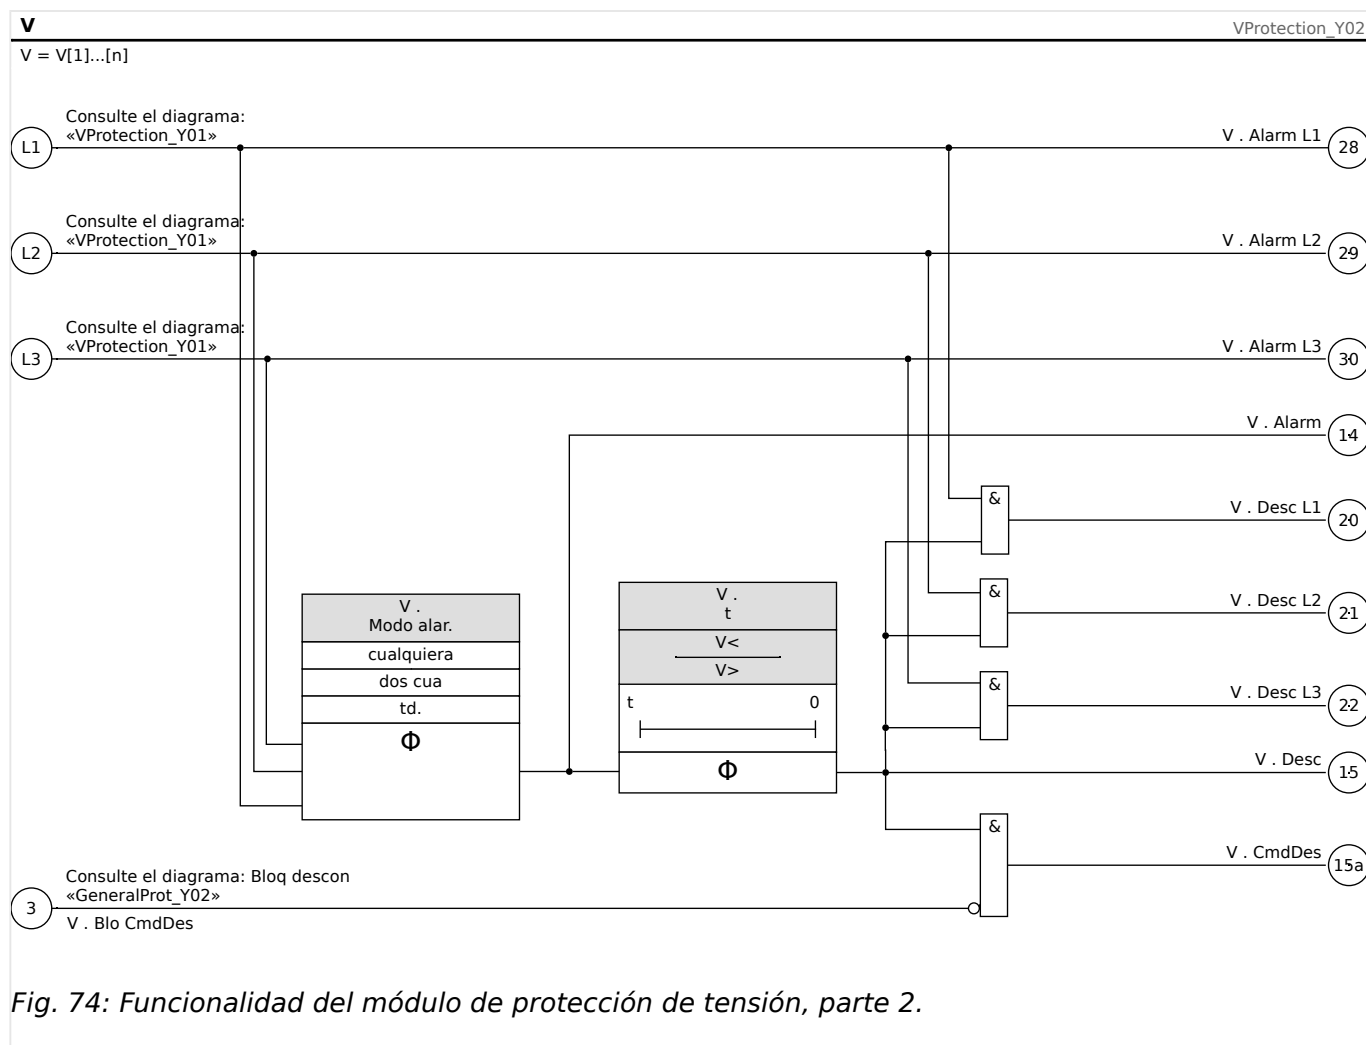 V
VProtection_Y02
V = V[1]...[n]
Consulte el diagrama:
«VProtection_Y01»
L1
V . Alarm L1
28
Consulte el diagrama:
«VProtection_Y01»
L2
V . Alarm L2
29
Consulte el diagrama:
«VProtection_Y01»
L3
V . Alarm L3
30
V . Alarm
14
&
V . Desc L1
20
&
V . Desc L2
21
&
V . Desc L3
22
V .
Modo alar.
cualquiera
dos cua
td.
Φ
V .
t
V<
V>
t 0
Φ
V . Desc
15
&
V . CmdDes
15a
Consulte el diagrama: Bloq descon
«GeneralProt_Y02»
3
V . Blo CmdDes
Fig. 74: Funcionalidad del módulo de protección de tensión, parte 2.